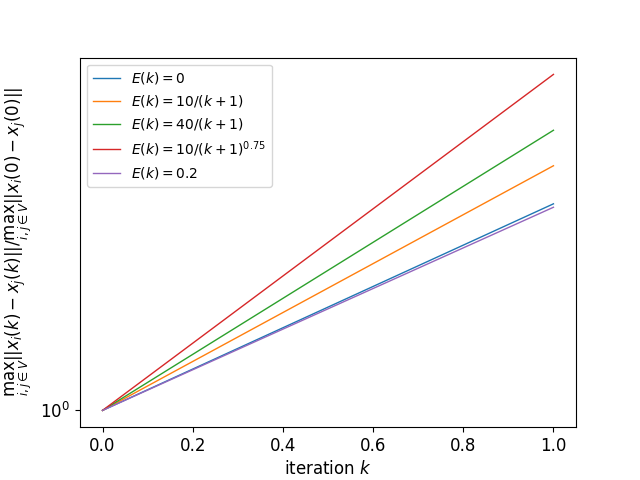 E(k) = 0
E(k) = 10/(k + 1)
E(k) = 40/(k + 1)
E(k) = 10/(k + 1)^0.75
E(k) = 0.2
max_{i,j∈V} ||x_i(k) − x_j(k)||/max_{i,j∈V} ||x_i(0) − x_j(0)||
10^0
0.0 0.2 0.4 0.6 0.8 1.0
iteration k